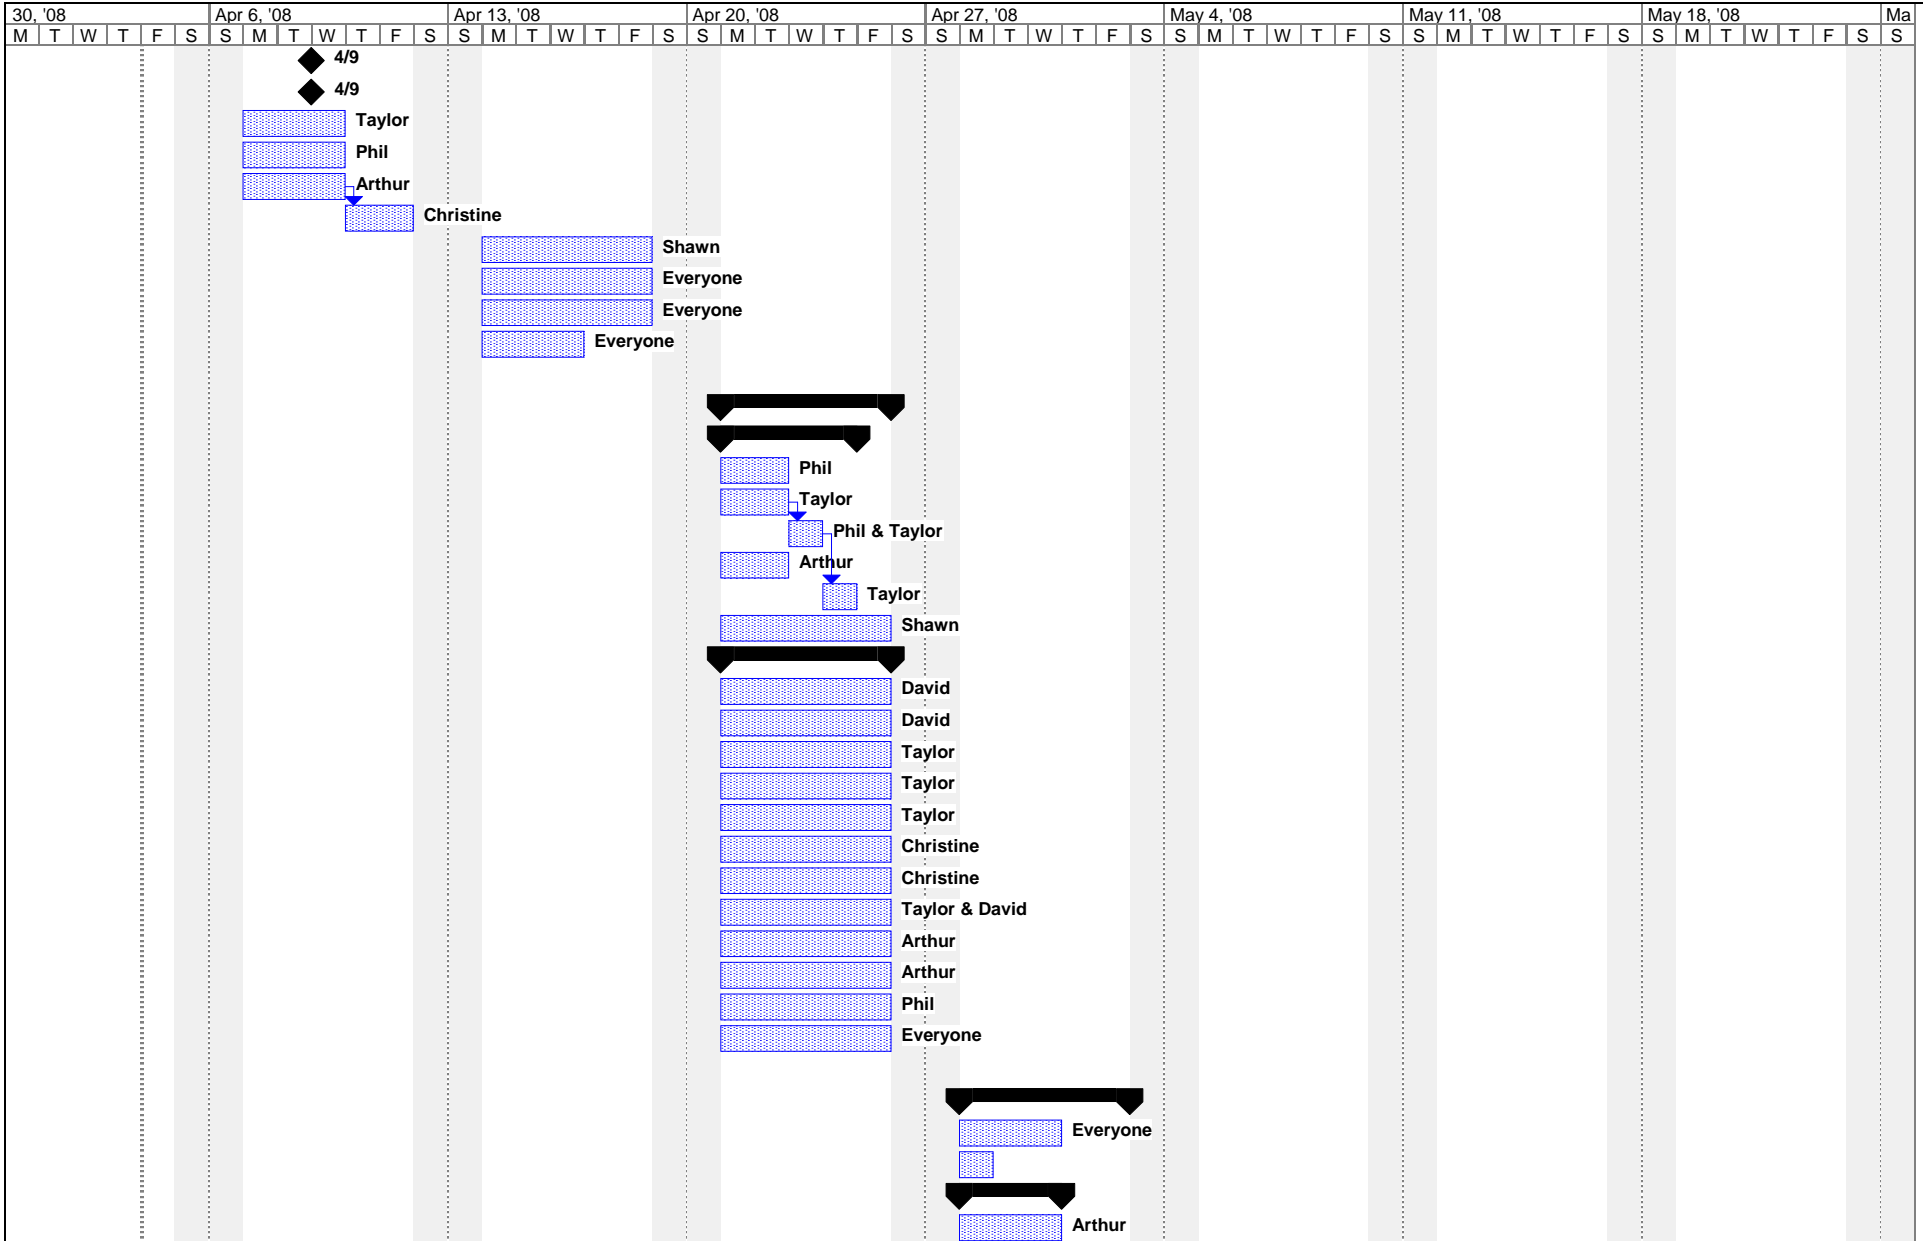 30, '08 Apr 6, '08 Apr 13, '08 Apr 20, '08 Apr 27, '08 May 4, '08 May 11, '08 May 18, '08 Ma
M T W T F S S M T W T F S S M T W T F S S M T W T F S S M T W T F S S M T W T F S S M T W T F S S M T W T F S S
4/9
4/9
Taylor
Phil
Arthur
Christine
Shawn
Everyone
Everyone
Everyone
Phil
Taylor
Phil & Taylor
Arthur
Taylor
Shawn
David
David
Taylor
Taylor
Taylor
Christine
Christine
Taylor & David
Arthur
Arthur
Phil
Everyone
Everyone
Arthur